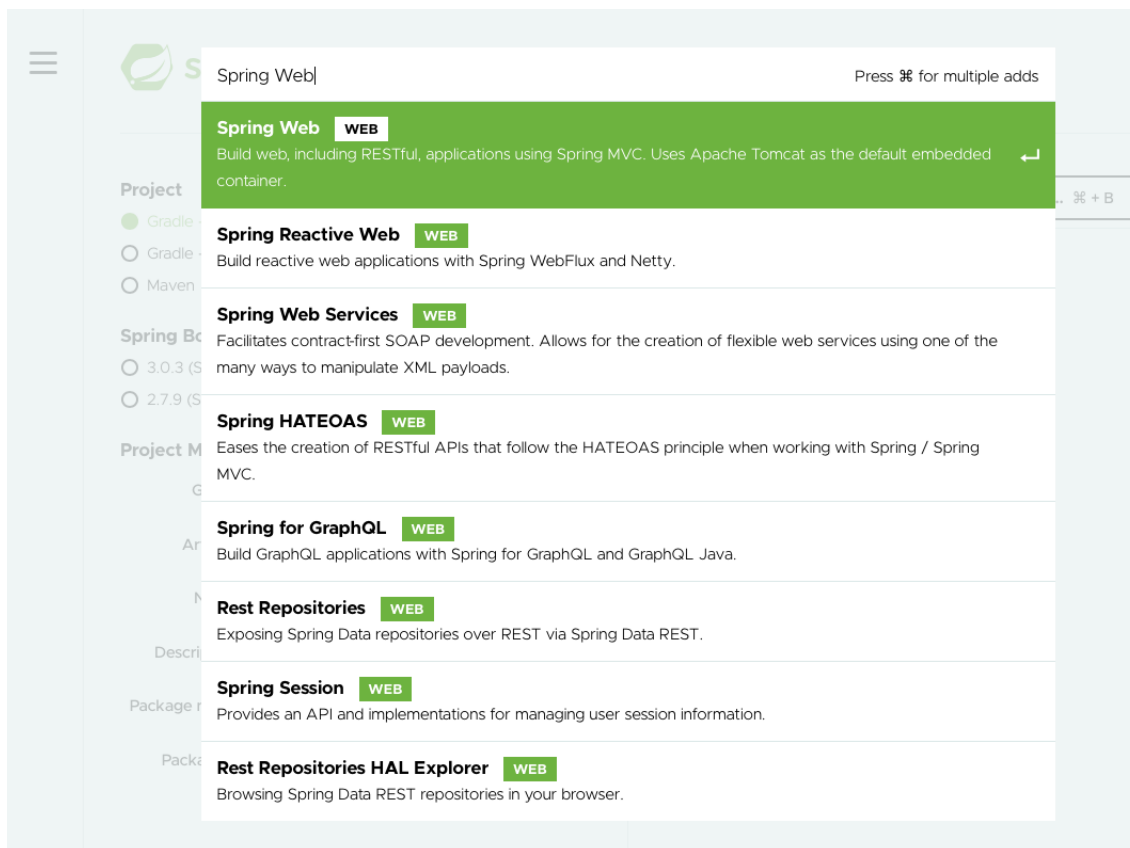 Spring Web
Press ⌘ for multiple adds
Spring Web WEB
Build web, including RESTful, applications using Spring MVC. Uses Apache Tomcat as the default embedded
container.
Project
⌘ + B
Gradle
Spring Reactive Web WEB
Gradle
Build reactive web applications with Spring WebFlux and Netty.
Maven
Spring Web Services WEB
Spring
Facilitates contract-first SOAP development. Allows for the creation of flexible web services using one of the
3.0.3
many ways to manipulate XML payloads.
2.7.9
Spring HATEOAS WEB
Project
Eases the creation of RESTful APIs that follow the HATEOAS principle when working with Spring / Spring
MVC.
Spring for GraphQL WEB
Build GraphQL applications with Spring for GraphQL and GraphQL Java.
Rest Repositories WEB
Exposing Spring Data repositories over REST via Spring Data REST.
Spring Session WEB
Package
Provides an API and implementations for managing user session information.
Rest Repositories HAL Explorer WEB
Browsing Spring Data REST repositories in your browser.